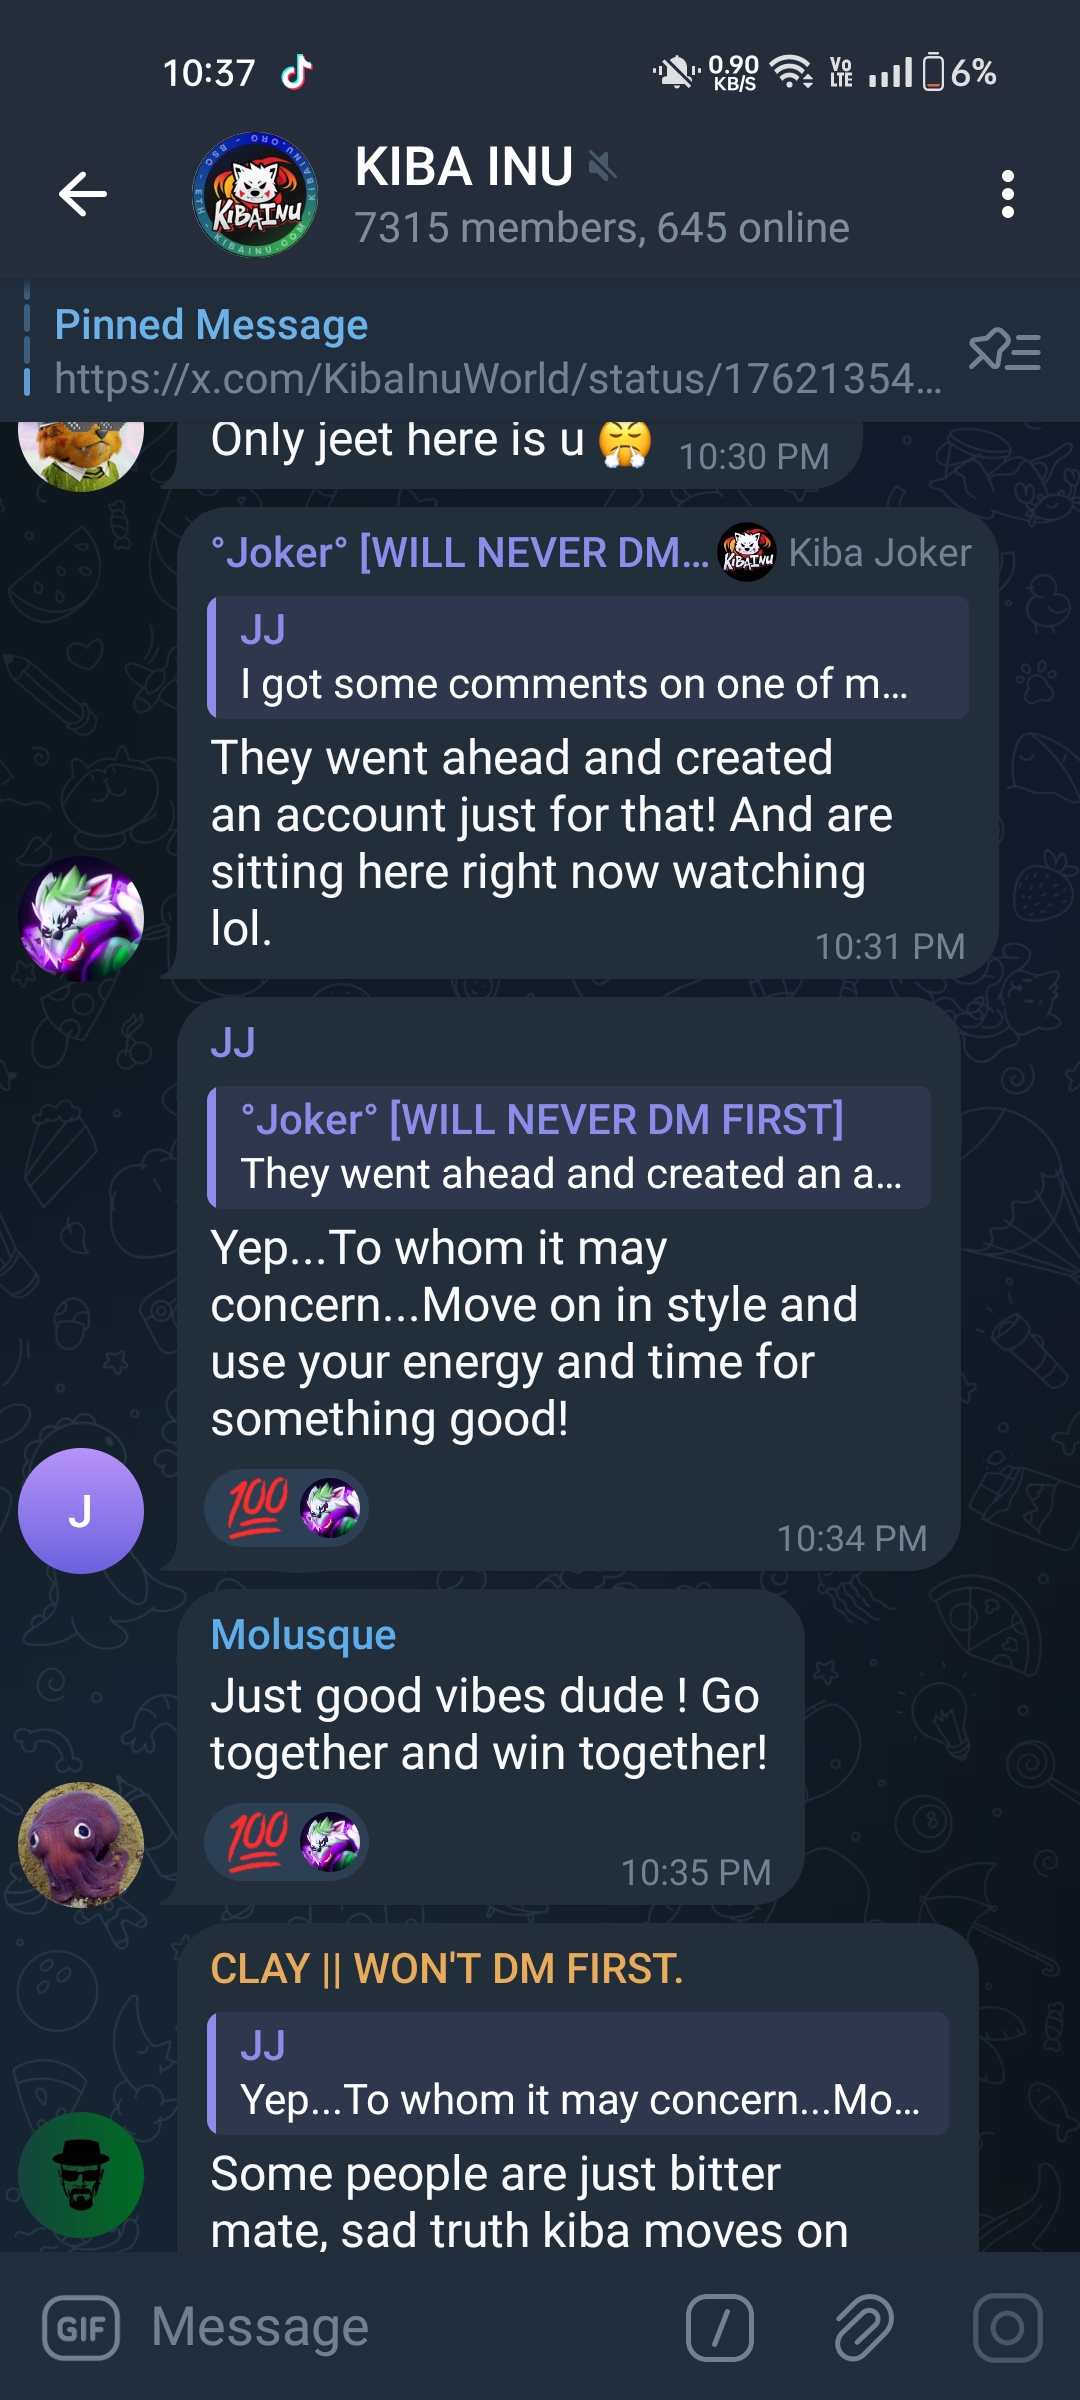 10:37
0.90 KB/S
Vo LTE
6%
KIBAINU
KIBA INU
7315 members, 645 online
Pinned Message
https://x.com/KibaInuWorld/status/17621354...
Only jeet here is u 😤 10:30 PM
°Joker° [WILL NEVER DM... Kiba Joker
JJ
I got some comments on one of m...
They went ahead and created
an account just for that! And are
sitting here right now watching
lol.
10:31 PM
JJ
°Joker° [WILL NEVER DM FIRST]
They went ahead and created an a...
Yep...To whom it may
concern...Move on in style and
use your energy and time for
something good!
💯
10:34 PM
J
Molusque
Just good vibes dude ! Go
together and win together!
💯
10:35 PM
CLAY || WON'T DM FIRST.
JJ
Yep...To whom it may concern...Mo...
Some people are just bitter
mate, sad truth kiba moves on
GIF Message